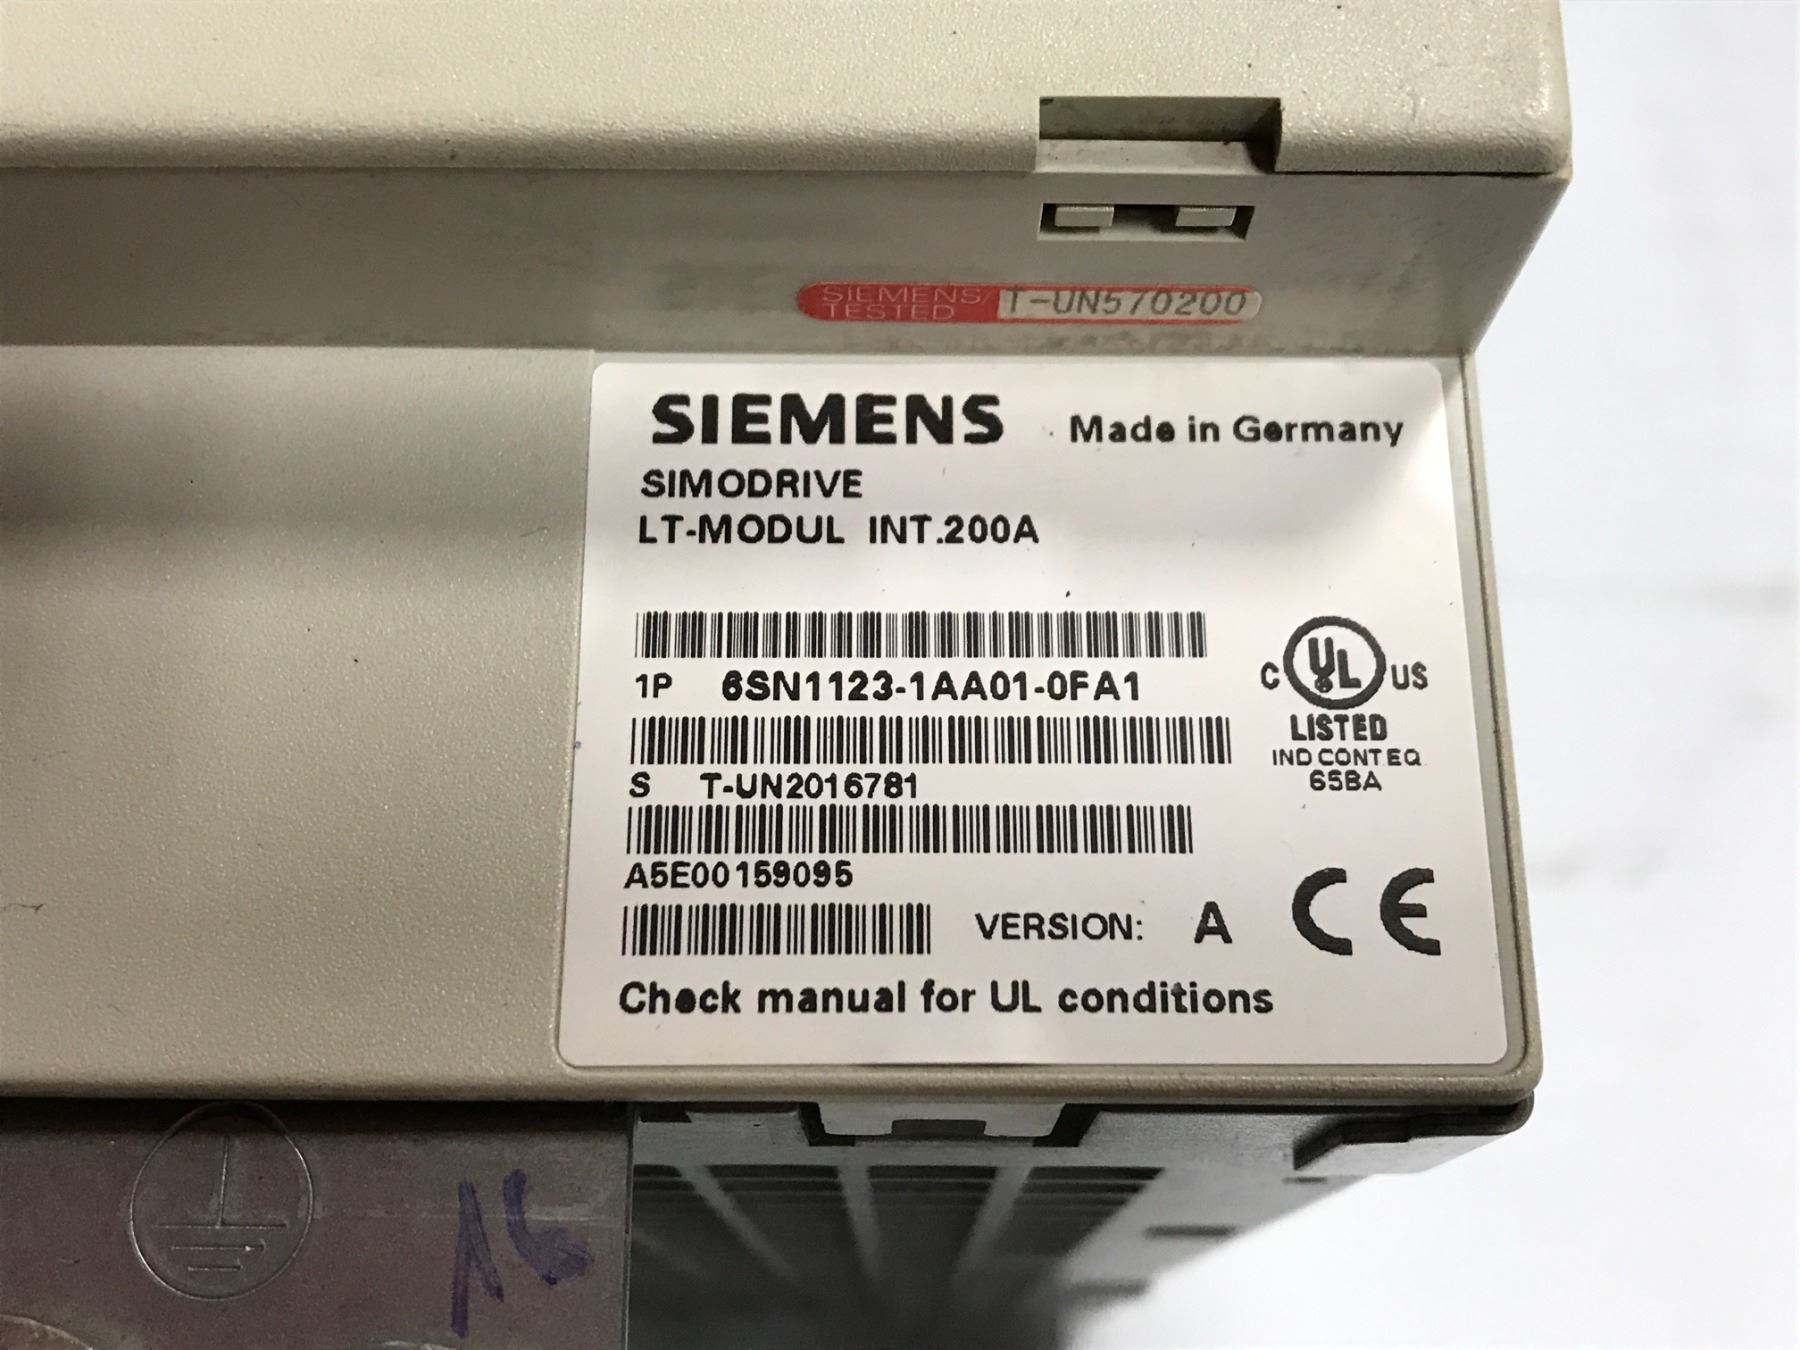 SIEMENS
TESTED
T-UN570200
SIEMENS Made in Germany
SIMODRIVE
LT-MODUL INT.200A
1P 6SN1123-1AA01-0FA1
S T-UN2016781
A5E00159095
C UL US
LISTED
IND CONT.EQ.
65BA
VERSION: A CE
Check manual for UL conditions
16